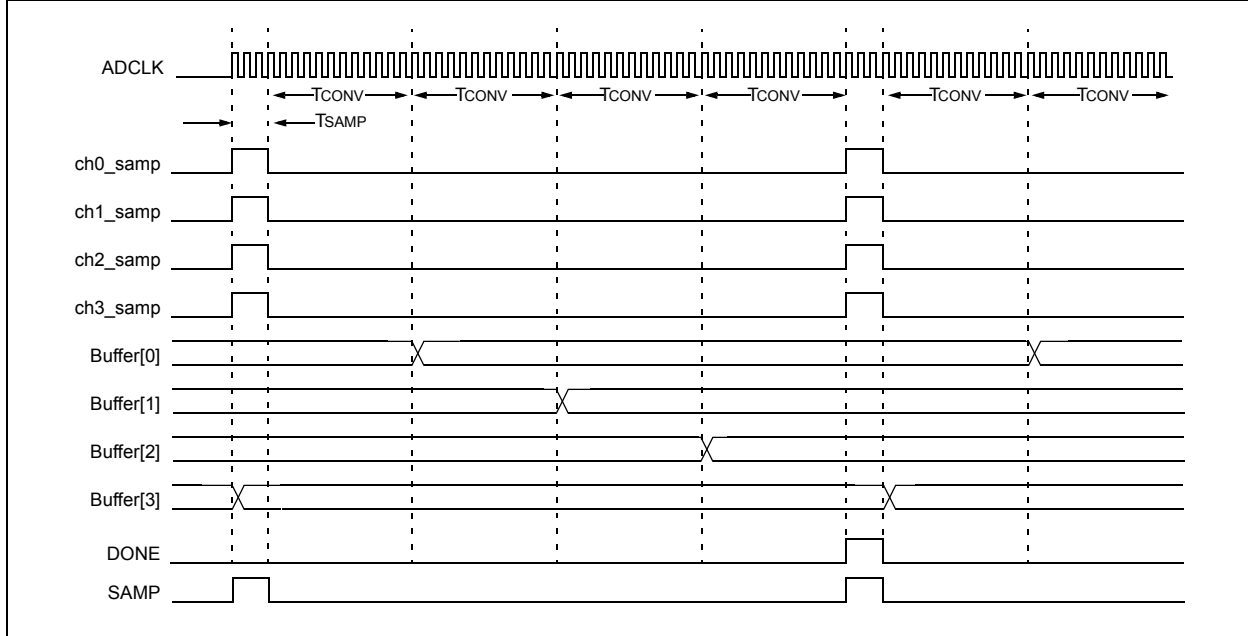 ADCLK
TCONV TCONV TCONV TCONV TCONV TCONV
TSAMP
ch0_samp
ch1_samp
ch2_samp
ch3_samp
Buffer[0]
Buffer[1]
Buffer[2]
Buffer[3]
DONE
SAMP